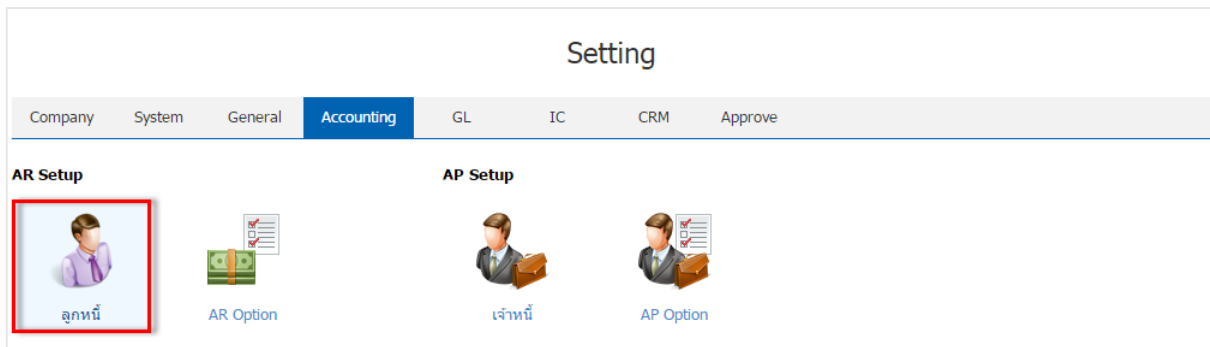 Setting
Company System General Accounting GL IC CRM Approve
AR Setup AP Setup
ลูกหนี้ AR Option เจ้าหนี้ AP Option